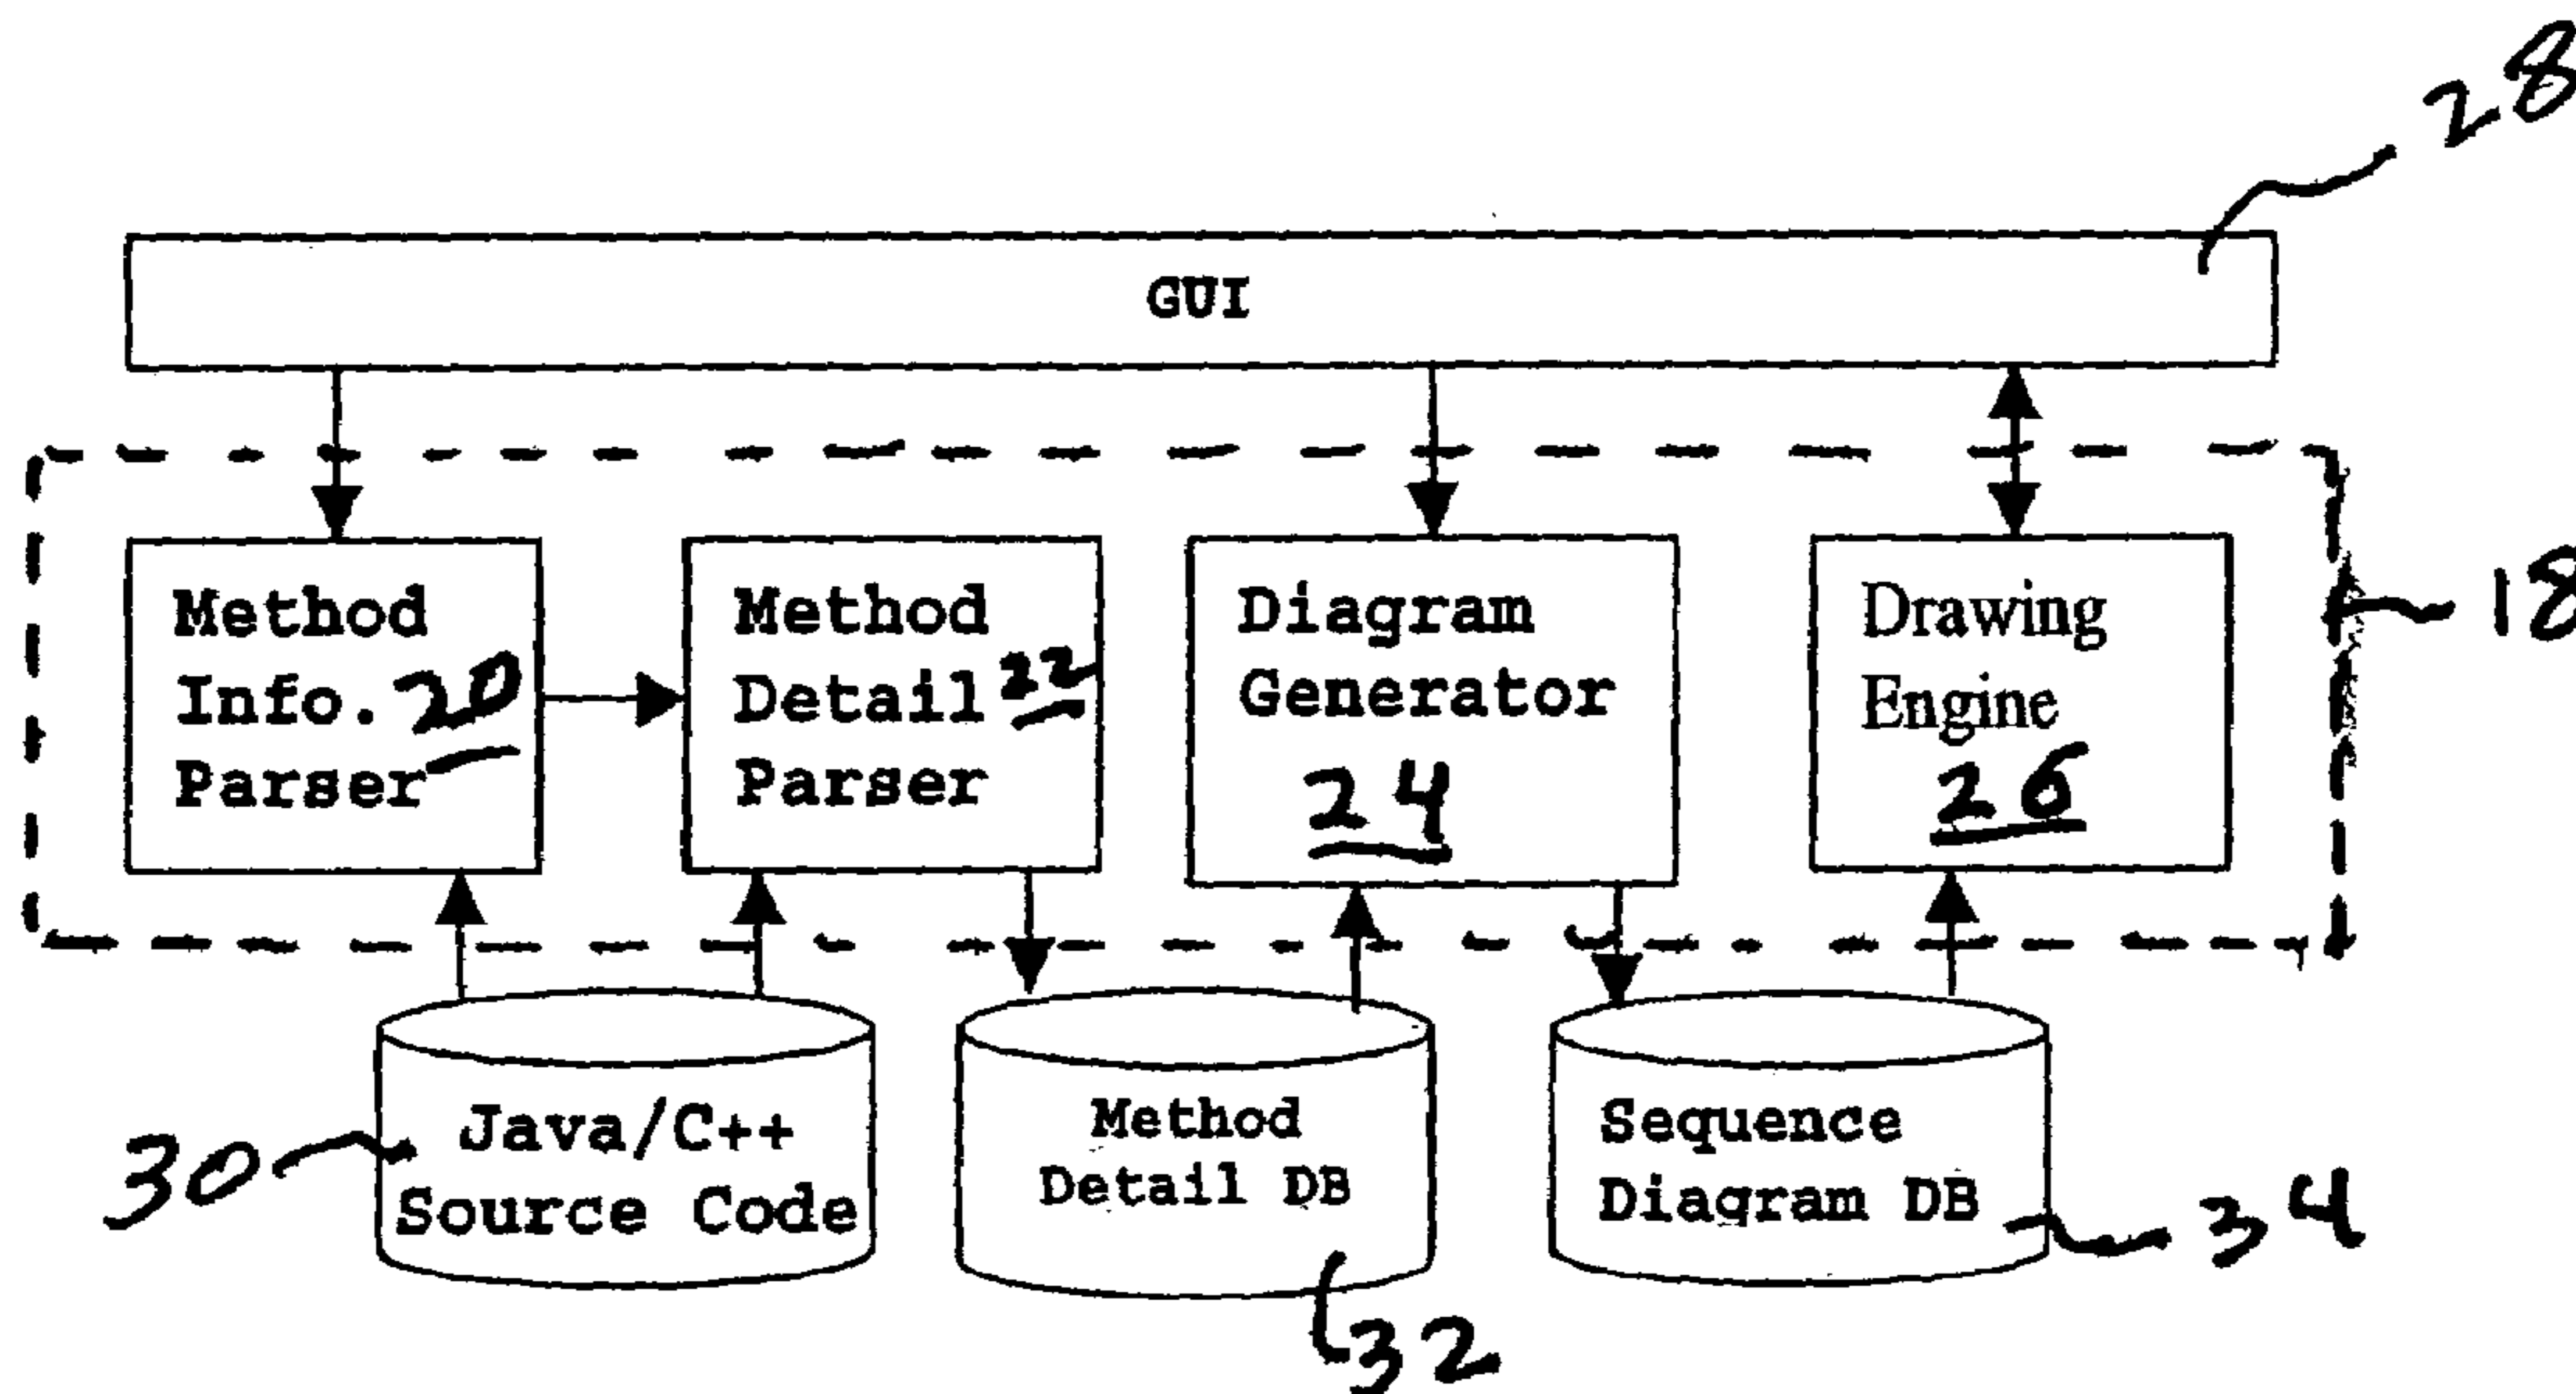 28
GUI
18
Method
Info. 20
Parser
Method
Detail 22
Parser
Diagram
Generator
24
Drawing
Engine
26
30
Java/C++
Source Code
Method
Detail DB
32
Sequence
Diagram DB
34